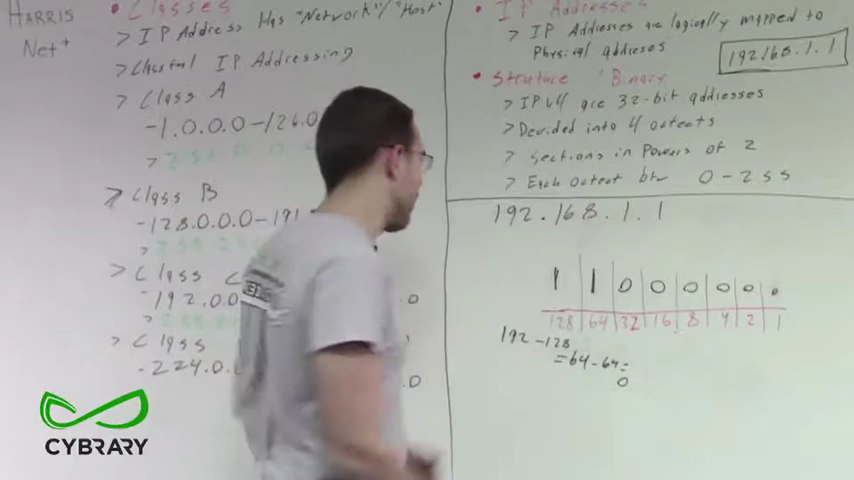 HARRIS
Net+
• Classes
> IP Address Has "Network"/"Host"
> Classful IP Addressing
> Class A
- 1.0.0.0 - 126.0
> Class B
- 128.0.0.0 - 191
> Class C
- 192.0.0
> Class
- 224.0.
• IP Addresses
> IP Addresses are logically mapped to
Physical addresses
192.168.1.1
• Structure Binary
> IPv4 are 32-bit addresses
> Devided into 4 octects
> Sections in Powers of 2
> Each octect btw 0-255
192.168.1.1
1 1 0 0 0 0 0 0
128 64 32 16 8 4 2 1
192 - 128
= 64 - 64 =
0
CYBRARY